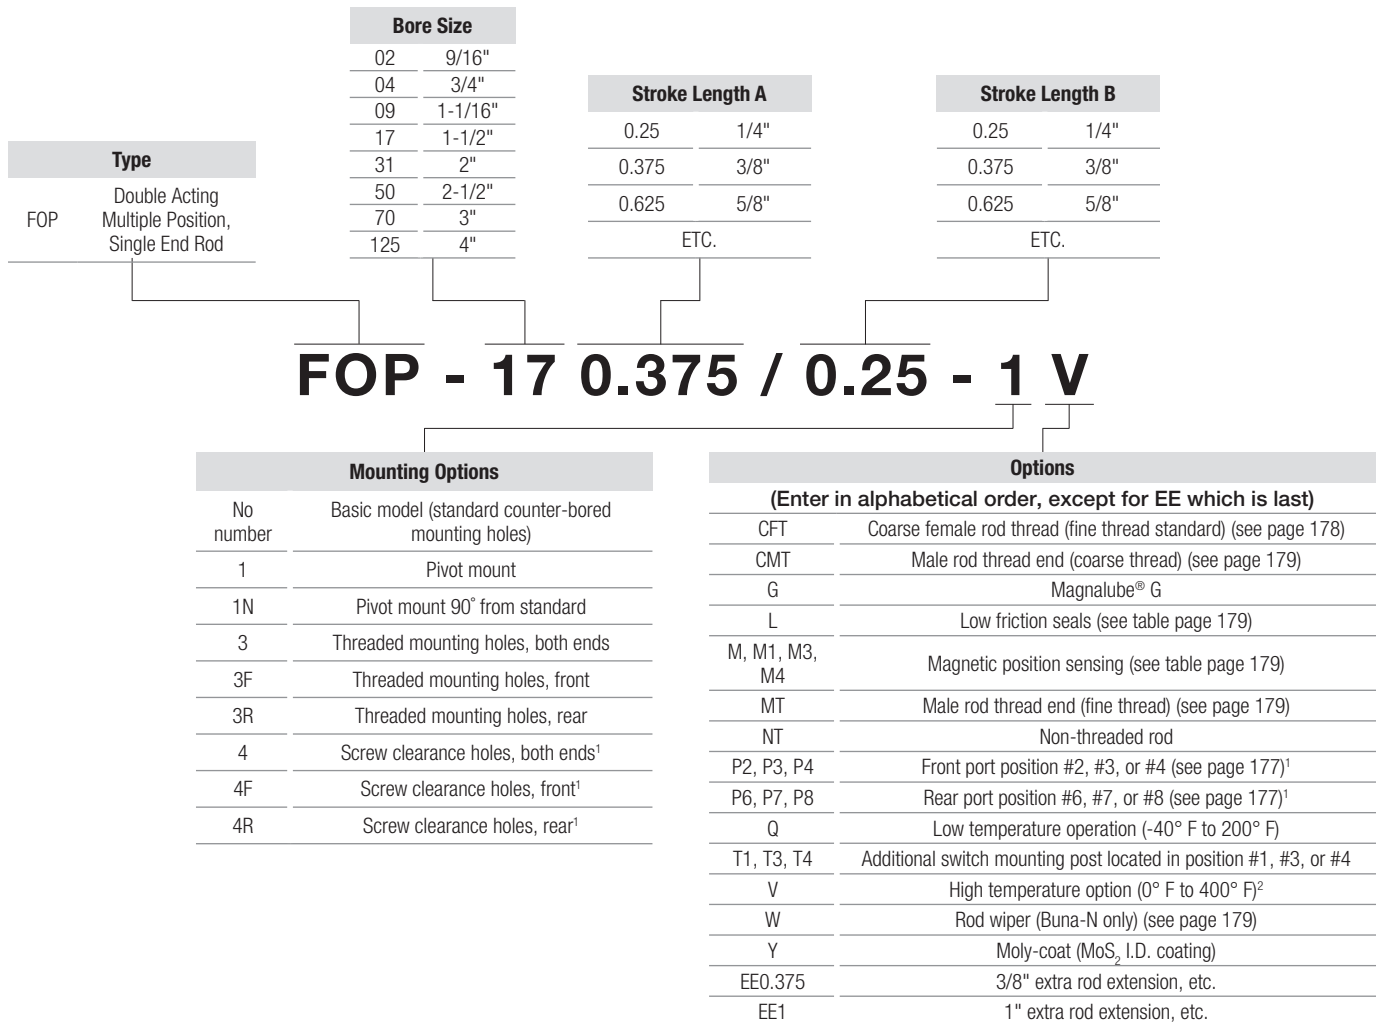 Bore Size
02 9/16"
04 3/4"
09 1-1/16"
17 1-1/2"
31 2"
50 2-1/2"
70 3"
125 4"
Stroke Length A
0.25 1/4"
0.375 3/8"
0.625 5/8"
ETC.
Stroke Length B
0.25 1/4"
0.375 3/8"
0.625 5/8"
ETC.
Type
FOP Double Acting
Multiple Position,
Single End Rod
FOP - 17 0.375 / 0.25 - 1 V
Mounting Options
No
number
Basic model (standard counter-bored
mounting holes)
1 Pivot mount
1N Pivot mount 90° from standard
3 Threaded mounting holes, both ends
3F Threaded mounting holes, front
3R Threaded mounting holes, rear
4 Screw clearance holes, both ends¹
4F Screw clearance holes, front¹
4R Screw clearance holes, rear¹
Options
(Enter in alphabetical order, except for EE which is last)
CFT Coarse female rod thread (fine thread standard) (see page 178)
CMT Male rod thread end (coarse thread) (see page 179)
G Magnalube® G
L Low friction seals (see table page 179)
M, M1, M3,
M4
Magnetic position sensing (see table page 179)
MT Male rod thread end (fine thread) (see page 179)
NT Non-threaded rod
P2, P3, P4 Front port position #2, #3, or #4 (see page 177)¹
P6, P7, P8 Rear port position #6, #7, or #8 (see page 177)¹
Q Low temperature operation (-40° F to 200° F)
T1, T3, T4 Additional switch mounting post located in position #1, #3, or #4
V High temperature option (0° F to 400° F)²
W Rod wiper (Buna-N only) (see page 179)
Y Moly-coat (MoS₂ I.D. coating)
EE0.375 3/8" extra rod extension, etc.
EE1 1" extra rod extension, etc.